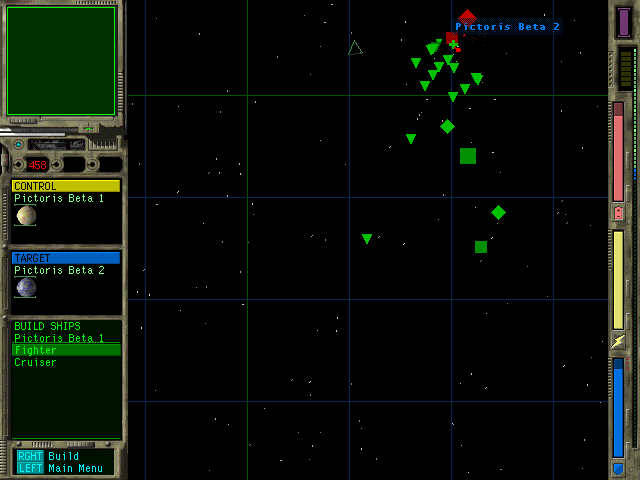 Pictoris Beta 2
458
CONTROL
Pictoris Beta 1
TARGET
Pictoris Beta 2
BUILD SHIPS
Pictoris Beta 1
Fighter
Cruiser
RGHT Build
LEFT Main Menu